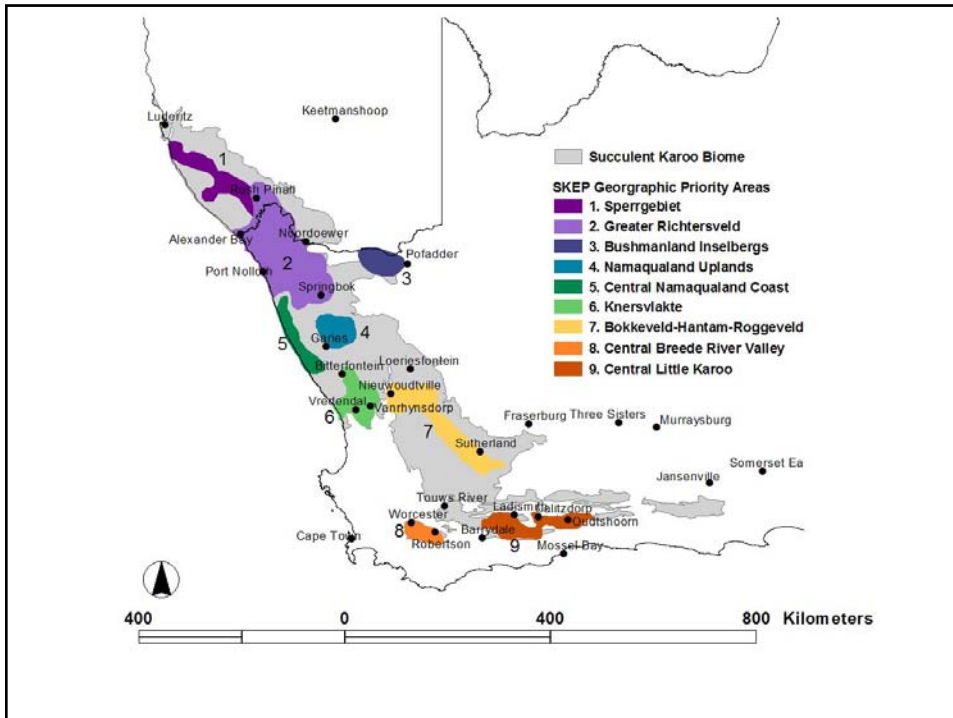 Keetmanshoop
Luderitz
1
Rosh Pinah
Alexander Bay
Noordoewer
Pofadder
3
Port Nolloth
2
Springbok
4
5
Garies
Bitterfontein
Loeriesfontein
Nieuwoudtville
Vredendal
Vanrhynsdorp
6
7
Fraserburg
Three Sisters
Murraysburg
Sutherland
Somerset Ea
Jansenville
Touws River
Worcester
Ladismith
Calitzdorp
Oudtshoorn
8
Cape Town
Robertson
Barrydale
9
Mossel Bay
Succulent Karoo Biome
SKEP Georgraphic Priority Areas
1. Sperrgebiet
2. Greater Richtersveld
3. Bushmanland Inselbergs
4. Namaqualand Uplands
5. Central Namaqualand Coast
6. Knersvlakte
7. Bokkeveld-Hantam-Roggeveld
8. Central Breede River Valley
9. Central Little Karoo
400 0 400 800 Kilometers